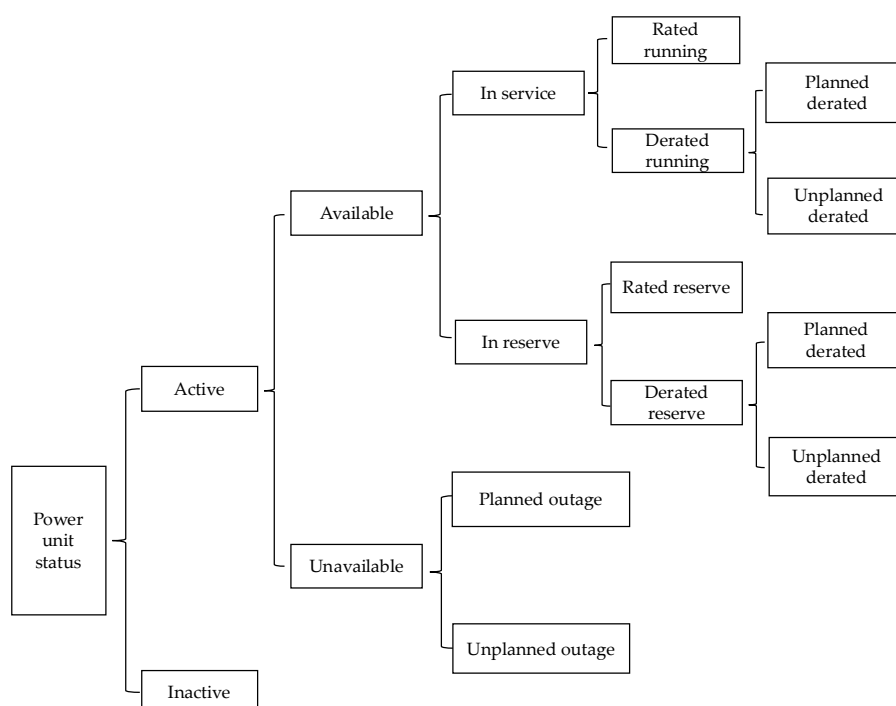 Rated
running
In service
Planned
derated
Derated
running
Available
Unplanned
derated
Rated reserve
In reserve
Planned
derated
Active
Derated
reserve
Unplanned
derated
Power
unit
status
Planned outage
Unavailable
Unplanned outage
Inactive